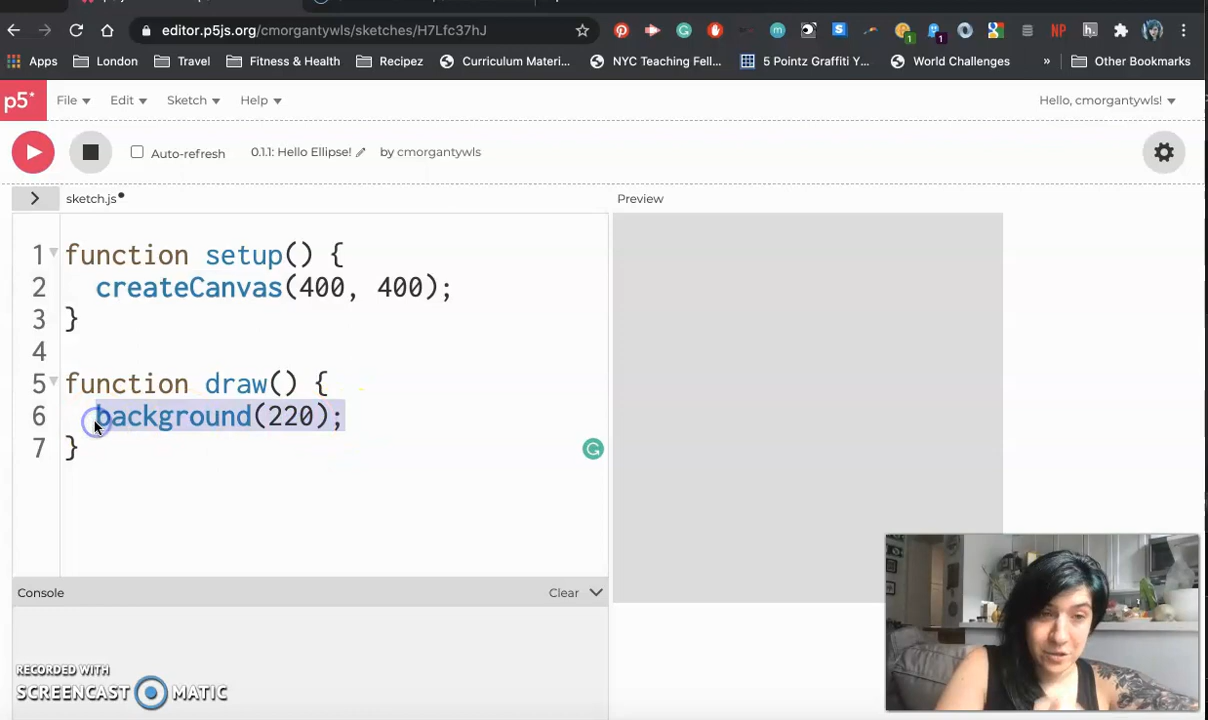 editor.p5js.org/cmorgantywls/sketches/H7Lfc37hJ
Apps London Travel Fitness & Health Recipez Curriculum Materi... NYC Teaching Fell... 5 Pointz Graffiti Y... World Challenges » Other Bookmarks
p5* File Edit Sketch Help Hello, cmorgantywls!
Auto-refresh 0.1.1: Hello Ellipse! by cmorgantywls
sketch.js
Preview
1 function setup() {
2 createCanvas(400, 400);
3 }
4
5 function draw() {
6 background(220);
7 }
Console Clear
RECORDED WITH
SCREENCAST MATIC